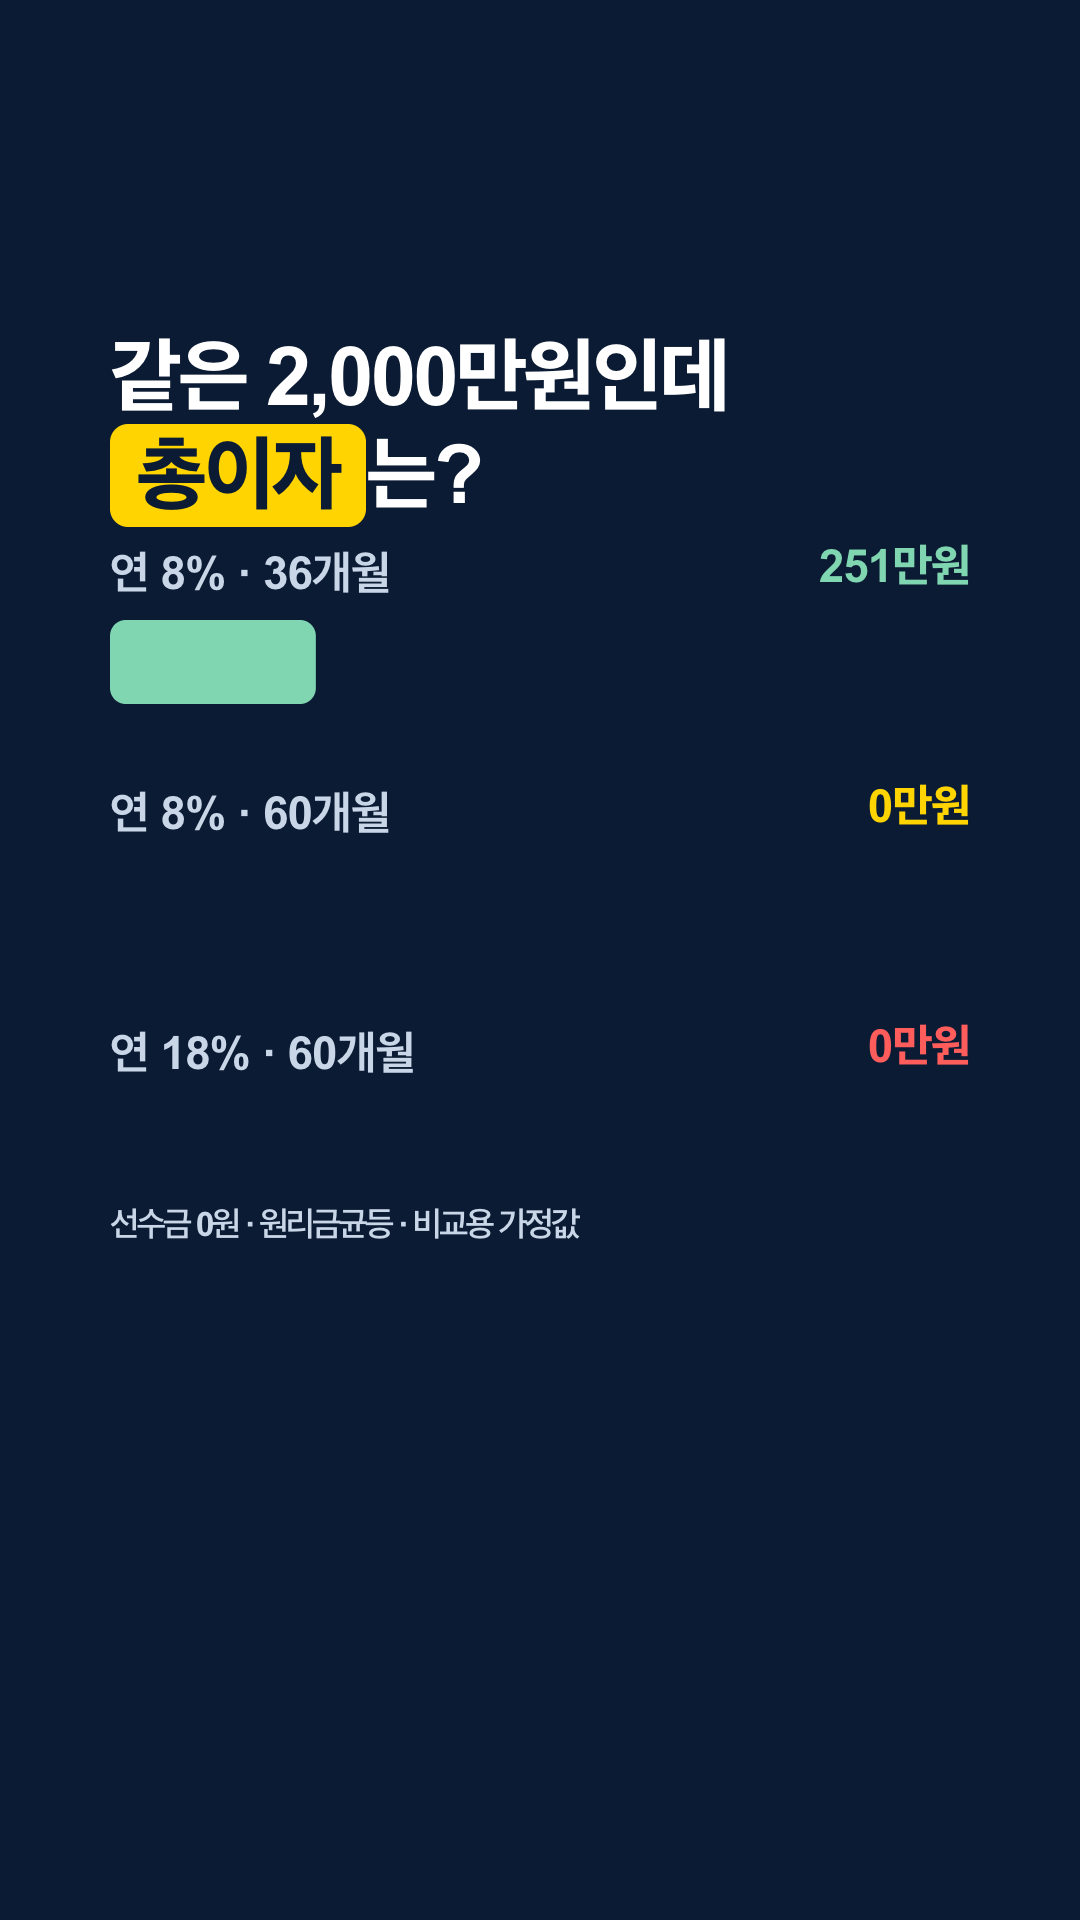 같은 2,000만원인데
총이자는?
연 8% · 36개월 251만원
연 8% · 60개월 0만원
연 18% · 60개월 0만원
선수금 0원 · 원리금균등 · 비교용 가정값